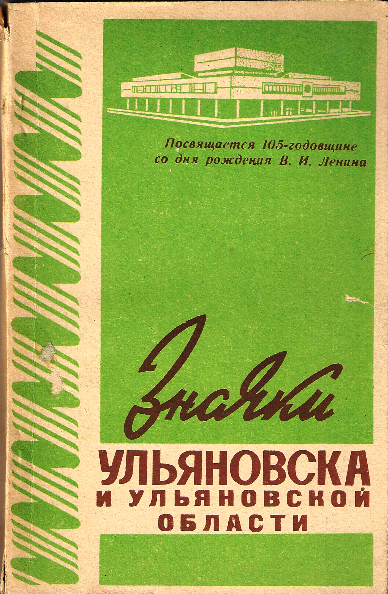 Посвящается 105-годовщине
со дня рождения В. И. Ленина
Значки
УЛЬЯНОВСКА
И УЛЬЯНОВСКОЙ
ОБЛАСТИ